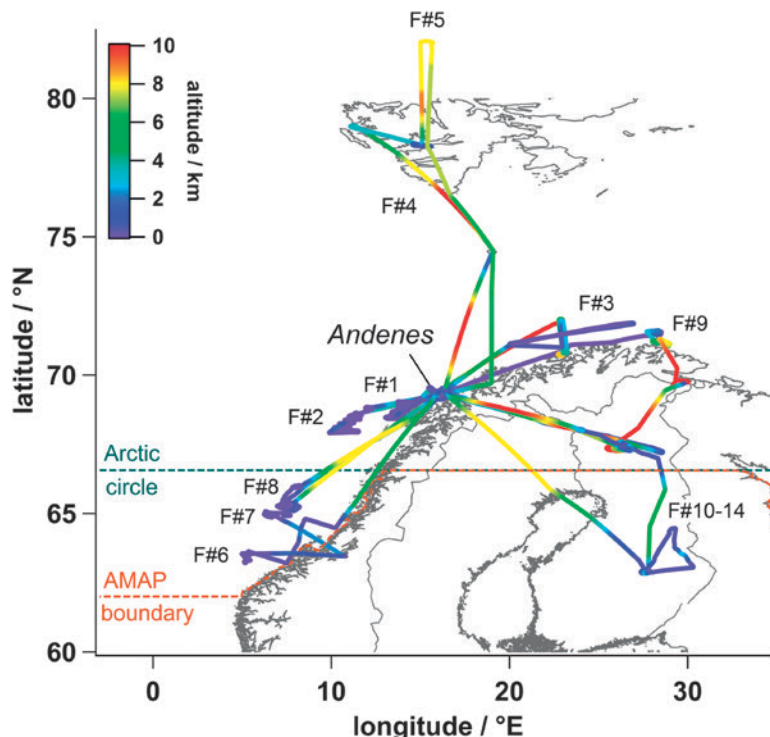 F#5
10
8
6
4
2
0
altitude / km
80
F#4
75
F#3
F#9
Andenes
70
F#1
F#2
Arctic
circle
F#8
65
F#7
F#10-14
F#6
AMAP
boundary
60
latitude / °N
0
10
20
30
longitude / °E